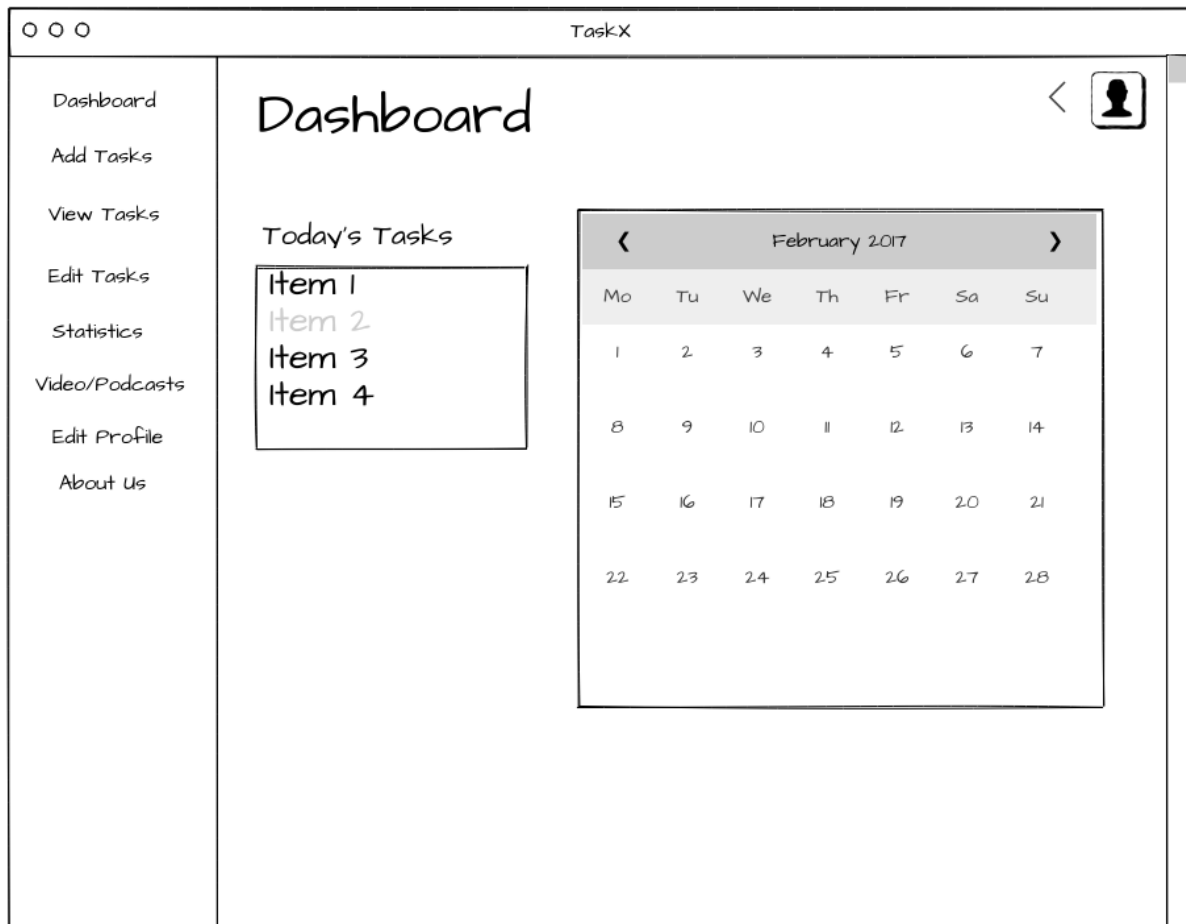 TaskX
Dashboard
Add Tasks
View Tasks
Edit Tasks
Statistics
Video/Podcasts
Edit Profile
About Us
Dashboard
Today's Tasks
Item 1
Item 2
Item 3
Item 4
February 2017
Mo Tu We Th Fr Sa Su
1 2 3 4 5 6 7
8 9 10 11 12 13 14
15 16 17 18 19 20 21
22 23 24 25 26 27 28